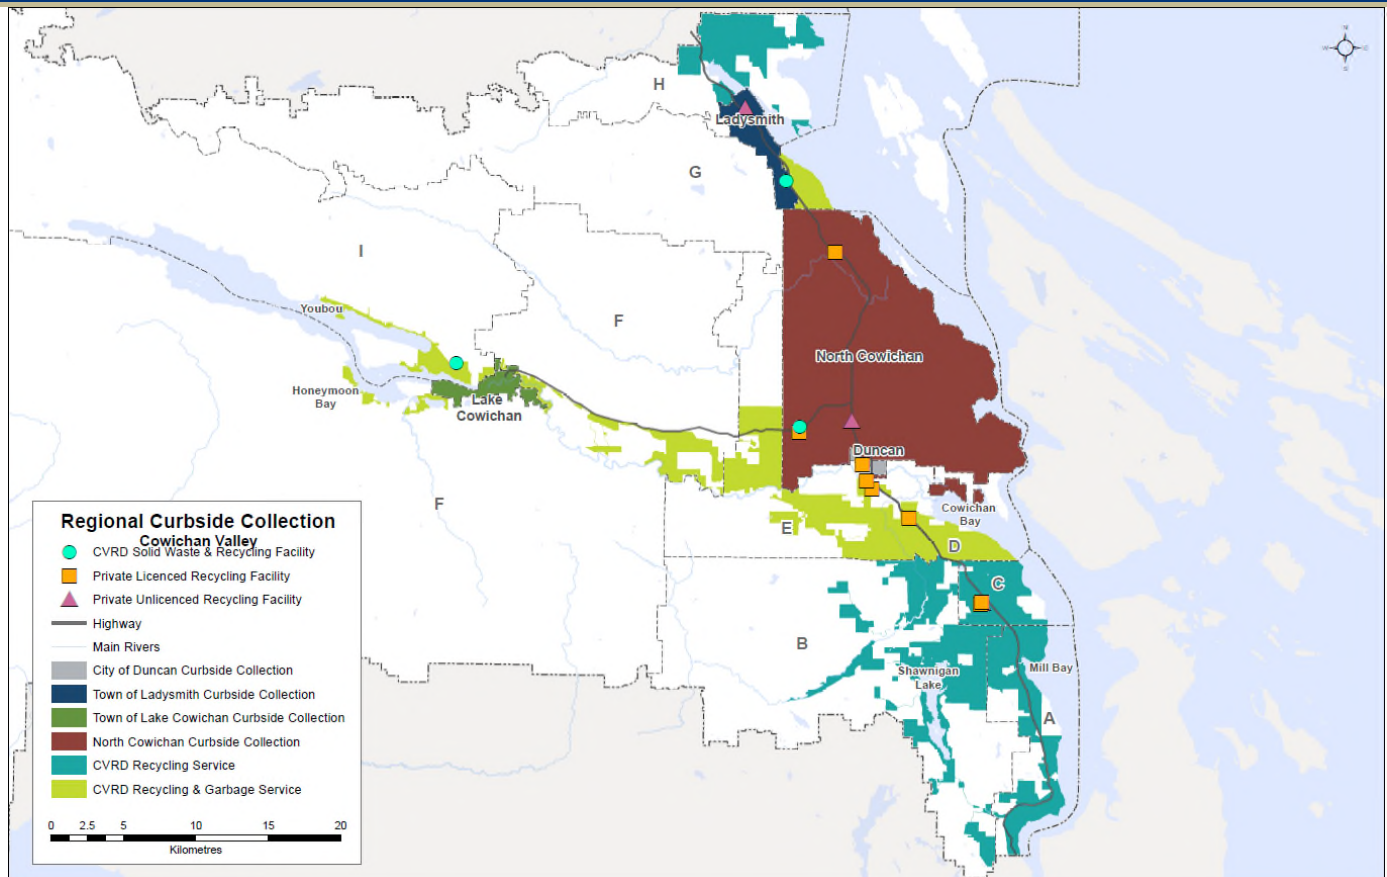 H
Ladysmith
G
I
Youbou
F
North Cowichan
Honeymoon
Bay
Lake
Cowichan
Duncan
F
Cowichan
Bay
E
D
C
B
Shawnigan
Lake
Mill Bay
A
Regional Curbside Collection
Cowichan Valley
CVRD Solid Waste & Recycling Facility
Private Licenced Recycling Facility
Private Unlicenced Recycling Facility
Highway
Main Rivers
City of Duncan Curbside Collection
Town of Ladysmith Curbside Collection
Town of Lake Cowichan Curbside Collection
North Cowichan Curbside Collection
CVRD Recycling Service
CVRD Recycling & Garbage Service
0 2.5 5 10 15 20
Kilometres